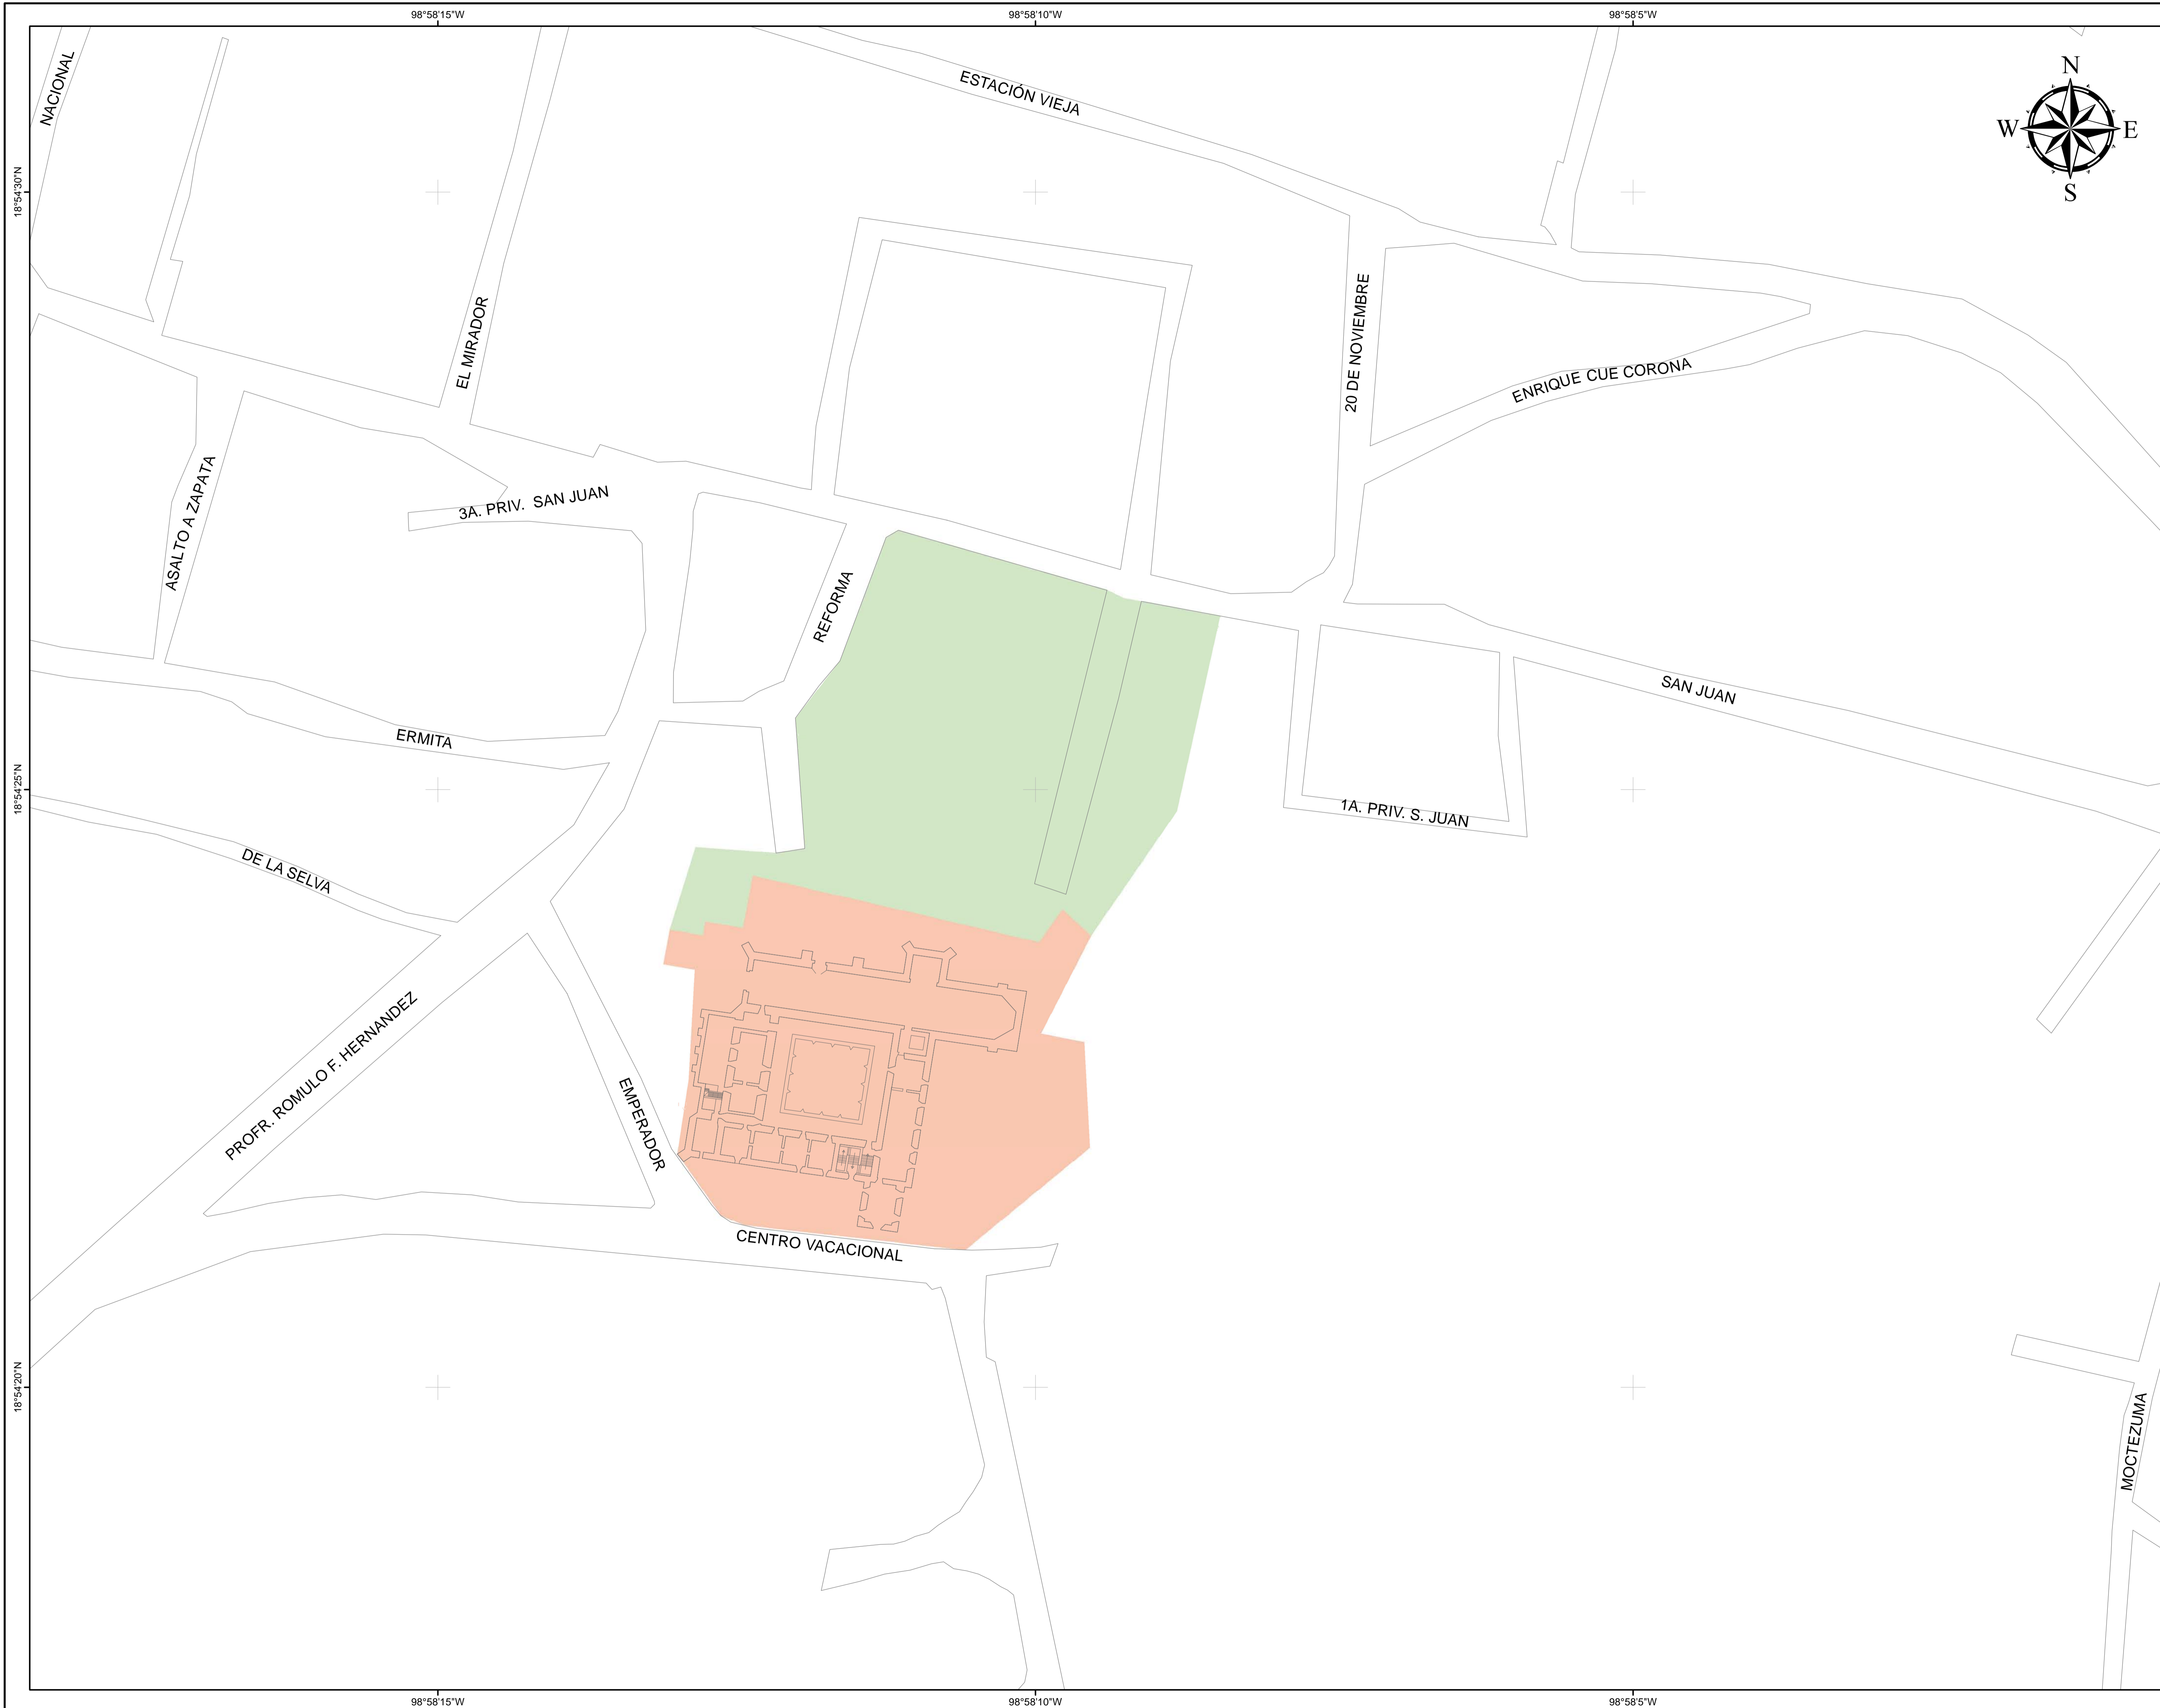 98°58'15"W
98°58'10"W
98°58'5"W
NACIONAL
ESTACIÓN VIEJA
N
W
E
S
18°54'30"N
EL MIRADOR
20 DE NOVIEMBRE
ENRIQUE CUE CORONA
ASALTO A ZAPATA
3A. PRIV. SAN JUAN
REFORMA
SAN JUAN
ERMITA
18°54'25"N
1A. PRIV. S. JUAN
DE LA SELVA
PROFR. ROMULO F. HERNANDEZ
EMPERADOR
CENTRO VACACIONAL
18°54'20"N
MOCTEZUMA
98°58'15"W
98°58'10"W
98°58'5"W